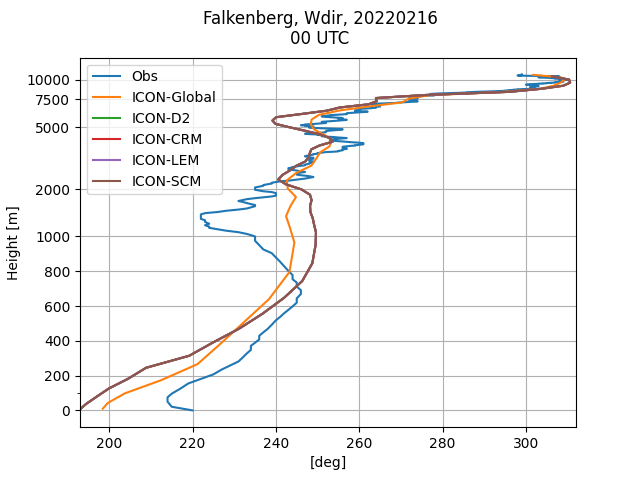 Falkenberg, Wdir, 20220216
00 UTC
Obs
ICON-Global
ICON-D2
ICON-CRM
ICON-LEM
ICON-SCM
10000
7500
5000
2000
1000
800
600
400
200
0
Height [m]
200
220
240
260
280
300
[deg]